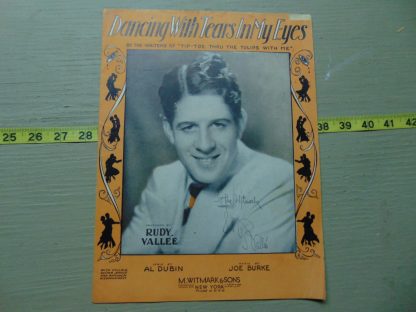 Dancing With Tears In My Eyes
BY THE WRITERS OF "TIP-TOE THRU THE TULIPS WITH ME"
25 26 27 28
38 39 40 41 42
RUDY
VALLEE
AL DUBIN
JOE BURKE
M. WITMARK & SONS
NEW YORK